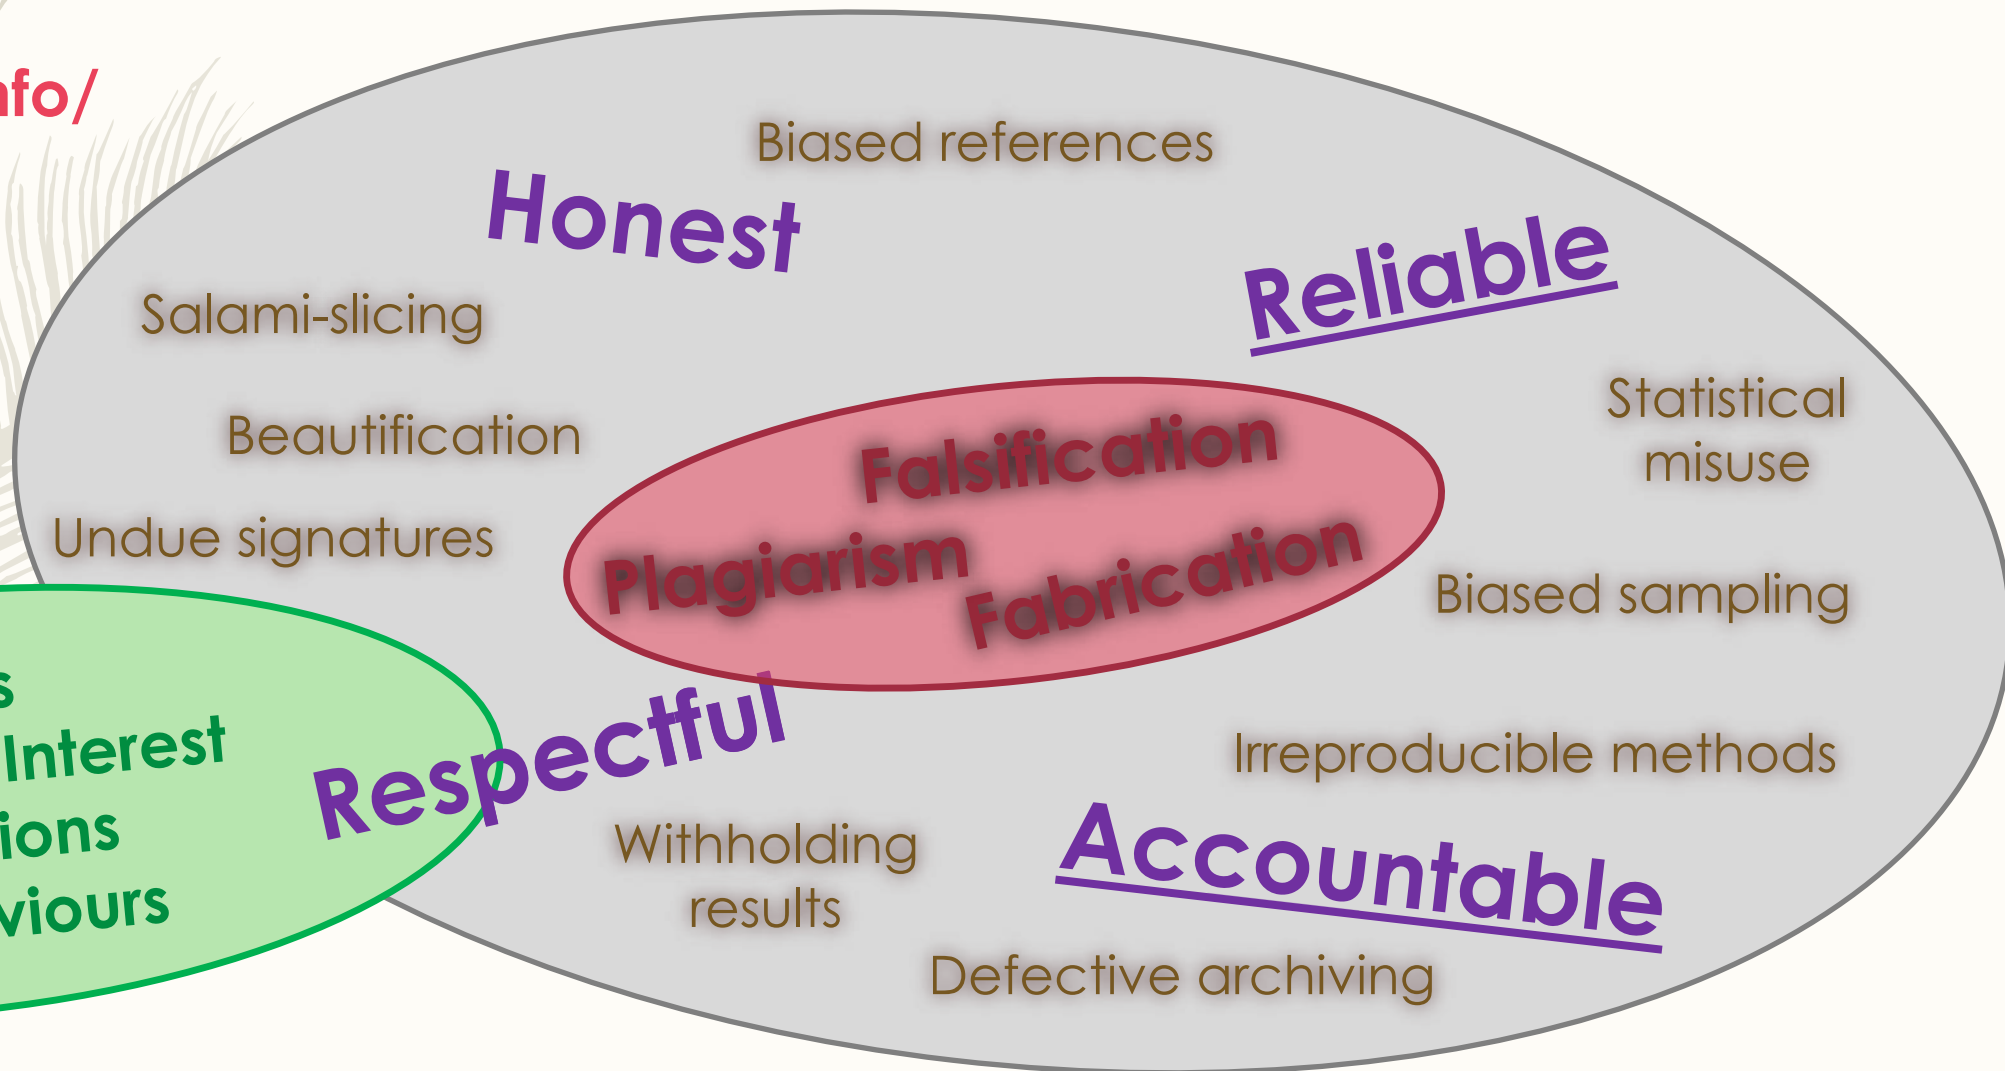 nfo/
Biased references
Honest
Reliable
Salami-slicing
Statistical
misuse
Beautification
Falsification
Undue signatures
Plagiarism
Fabrication
Biased sampling
s
Interest
Respectful
Irreproducible methods
ions
Withholding
results
Accountable
viours
Defective archiving